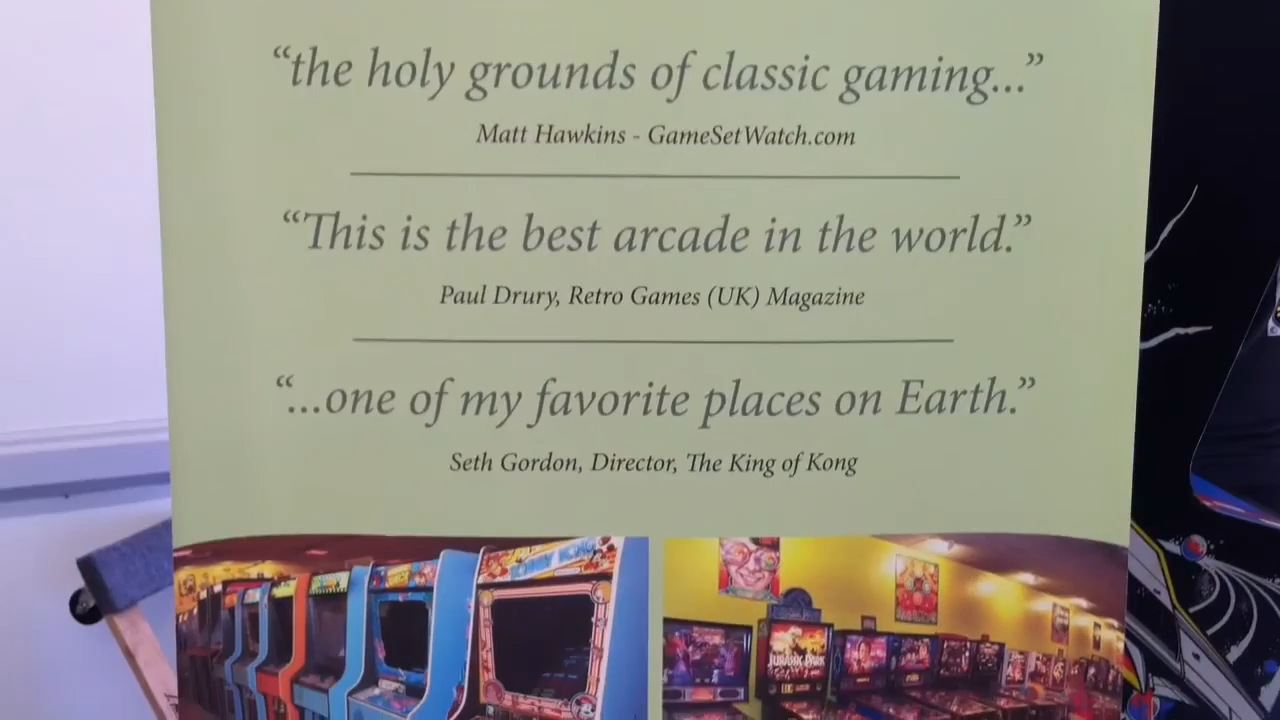 “the holy grounds of classic gaming...”
Matt Hawkins - GameSetWatch.com
“This is the best arcade in the world.”
Paul Drury, Retro Games (UK) Magazine
“...one of my favorite places on Earth.”
Seth Gordon, Director, The King of Kong
JURASSIC PARK